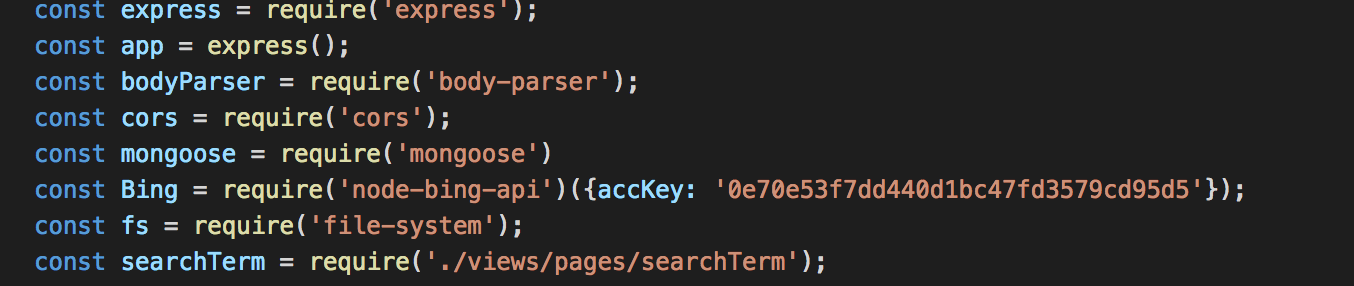 const express = require('express');
const app = express();
const bodyParser = require('body-parser');
const cors = require('cors');
const mongoose = require('mongoose')
const Bing = require('node-bing-api')({accKey: '0e70e53f7dd440d1bc47fd3579cd95d5'});
const fs = require('file-system');
const searchTerm = require('./views/pages/searchTerm');